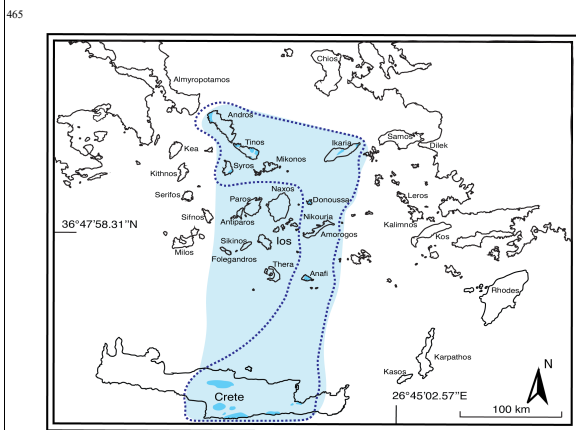 465
Chios
Almyropotamos
Andros
Samos
Tinos
Ikaria
Dilek
Kea
Mikonos
Syros
Kithnos
Naxos
Leros
Serifos
Paros
Donoussa
Nikouria
Sifnos
Antiparos
Kalimnos
36°47'58.31''N
Amorogos
Kos
Sikinos
Ios
Milos
Folegandros
Thera
Anafi
Rhodes
Karpathos
N
Kasos
Crete
26°45'02.57''E
100 km